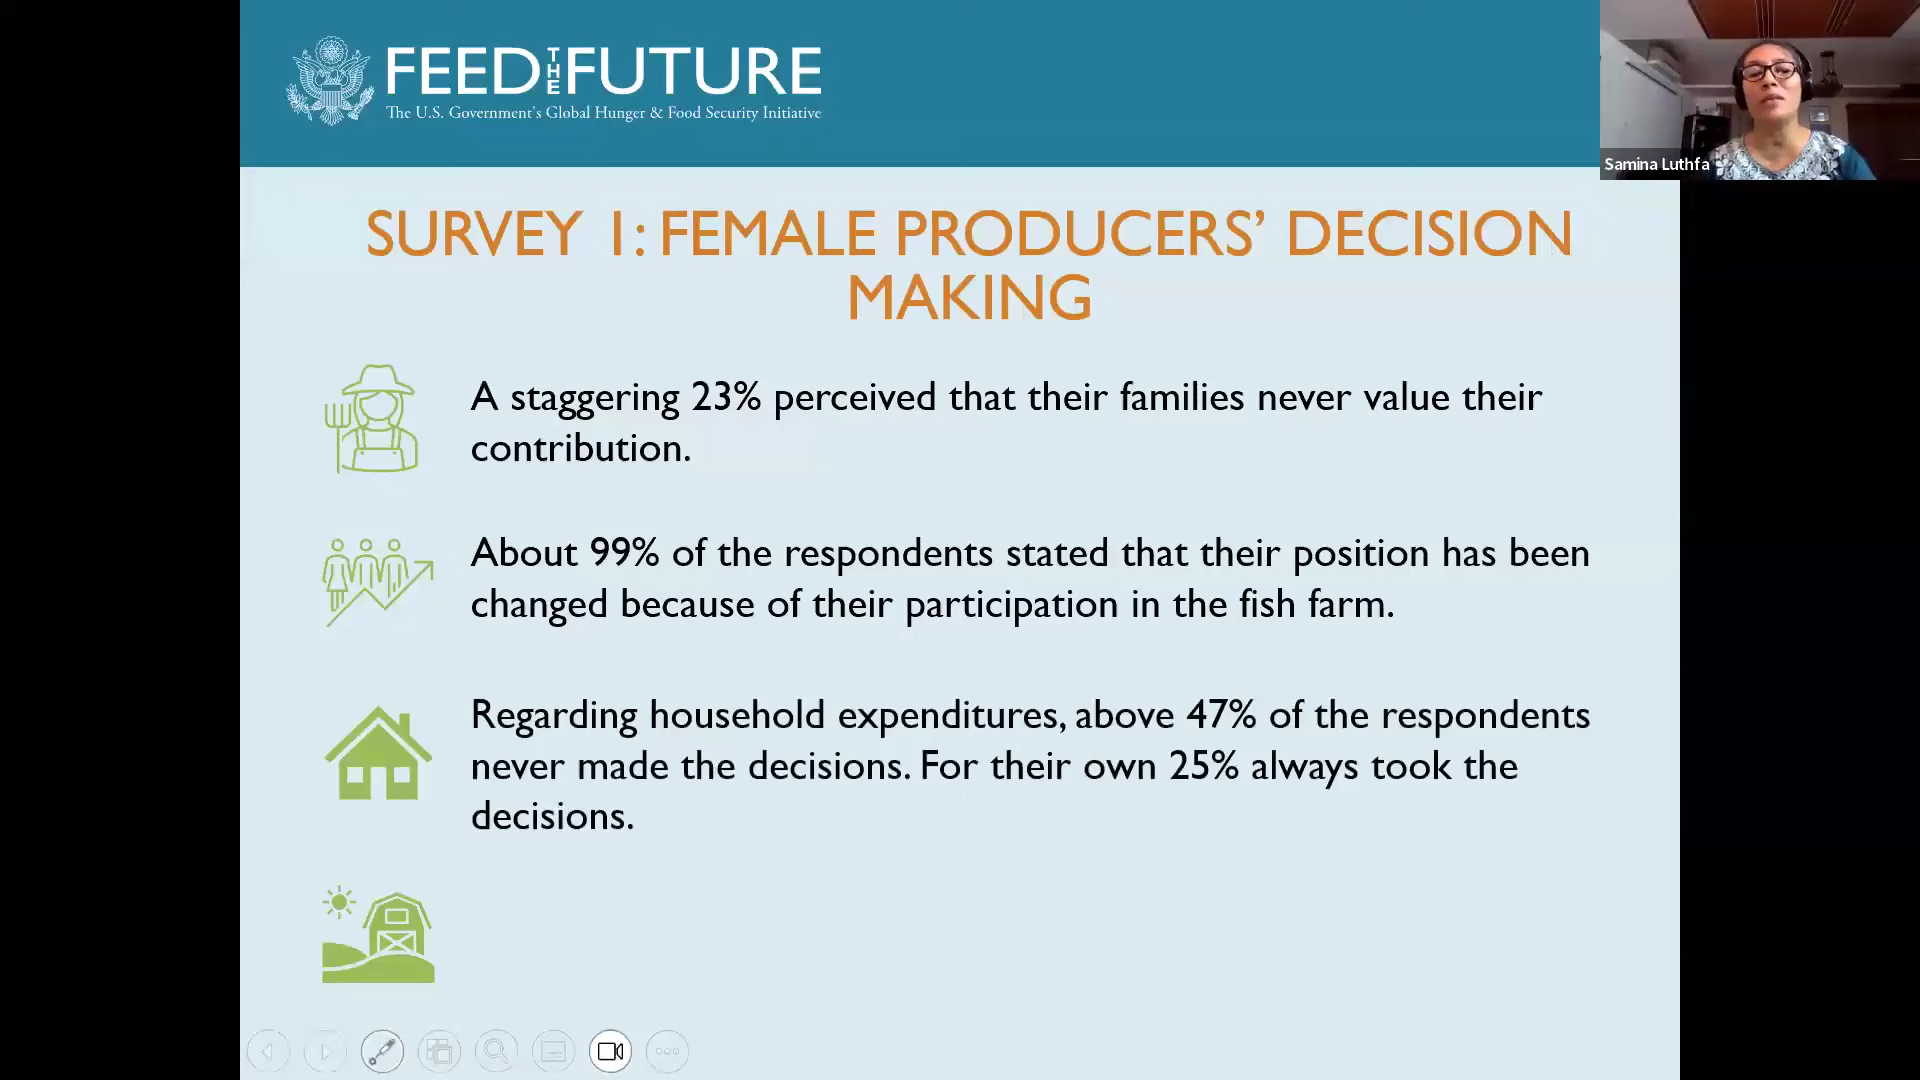 FEED THE FUTURE
The U.S. Government's Global Hunger & Food Security Initiative
Samina Luthfa
SURVEY 1: FEMALE PRODUCERS' DECISION
MAKING
A staggering 23% perceived that their families never value their
contribution.
About 99% of the respondents stated that their position has been
changed because of their participation in the fish farm.
Regarding household expenditures, above 47% of the respondents
never made the decisions. For their own 25% always took the
decisions.